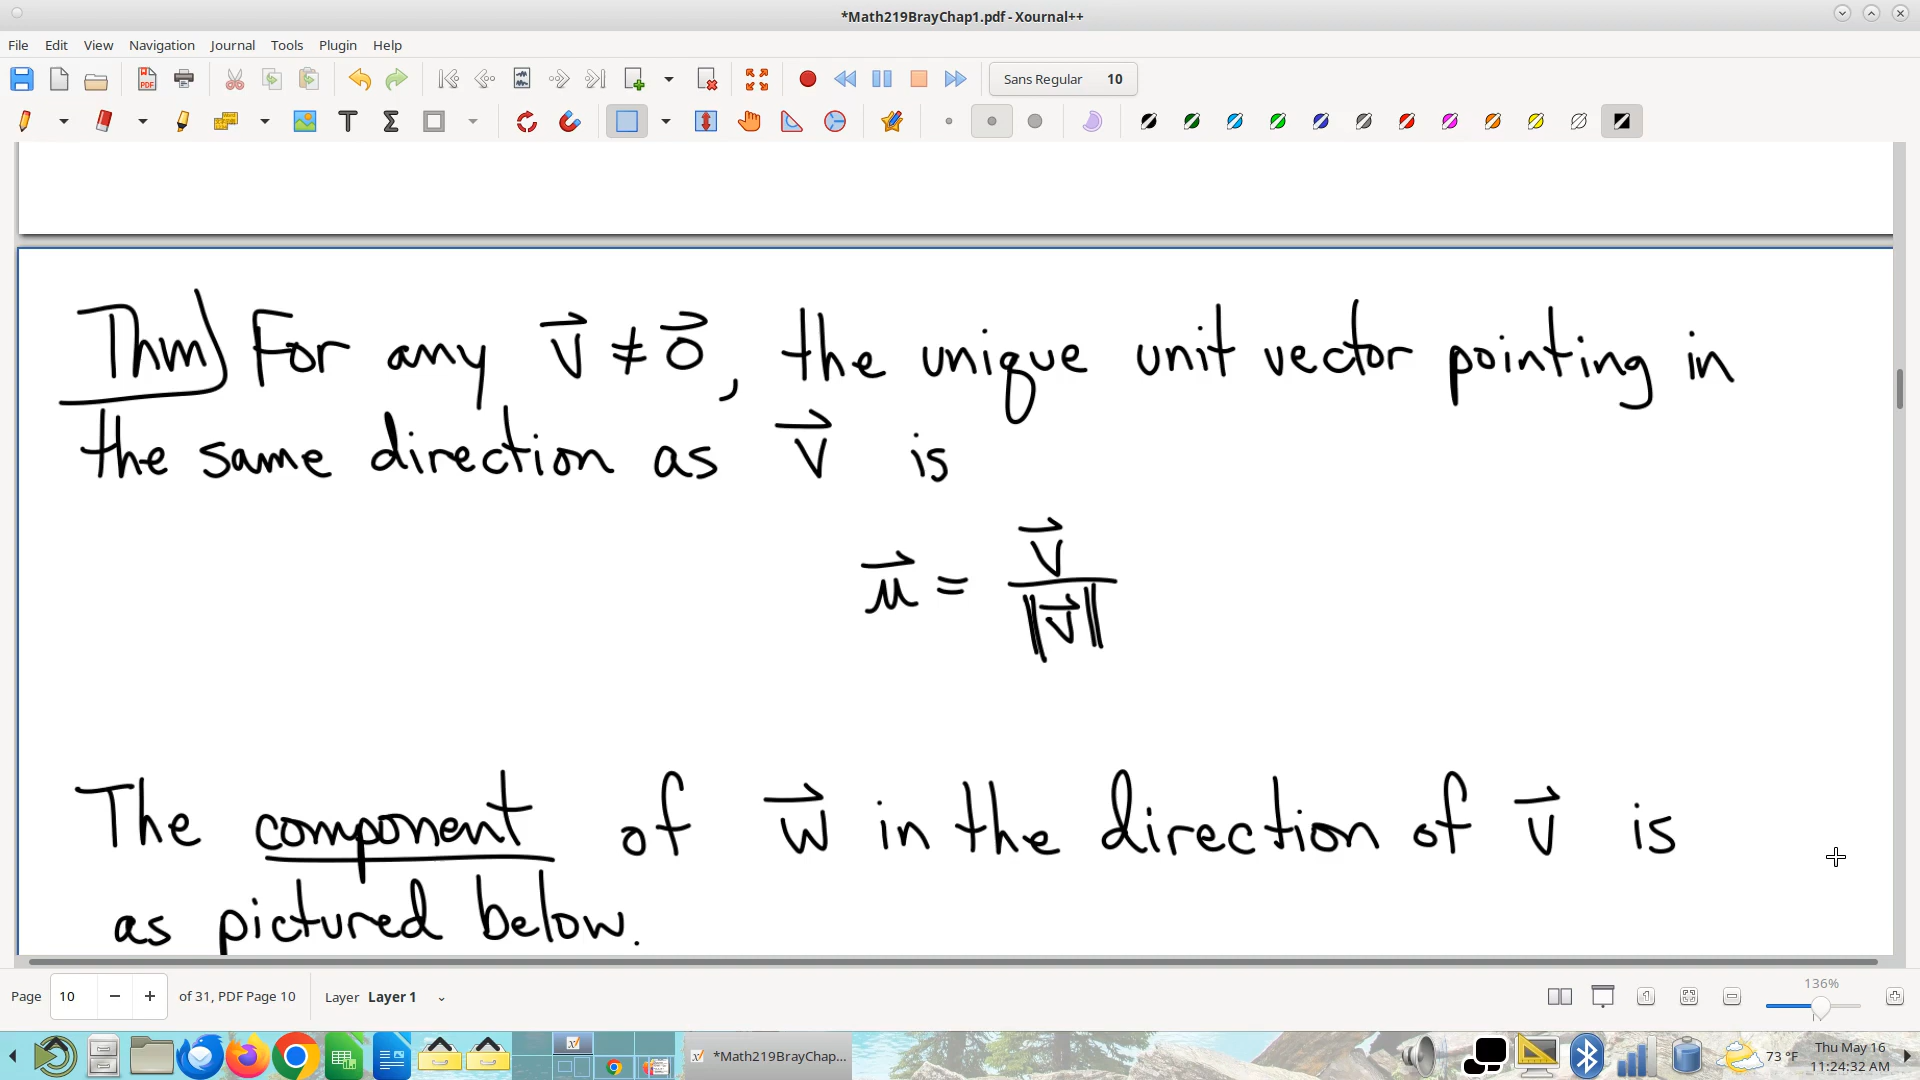 *Math219BrayChap1.pdf - Xournal++
File Edit View Navigation Journal Tools Plugin Help
Sans Regular 10
Thm) For any v⃗ ≠ 0⃗, the unique unit vector pointing in
the same direction as v⃗ is
u⃗ = v⃗ / ‖v⃗‖
The component of w⃗ in the direction of v⃗ is
as pictured below.
136%
Page 10 of 31, PDF Page 10 Layer Layer 1
*Math219BrayChap...
73 °F
Thu May 16
11:24:32 AM